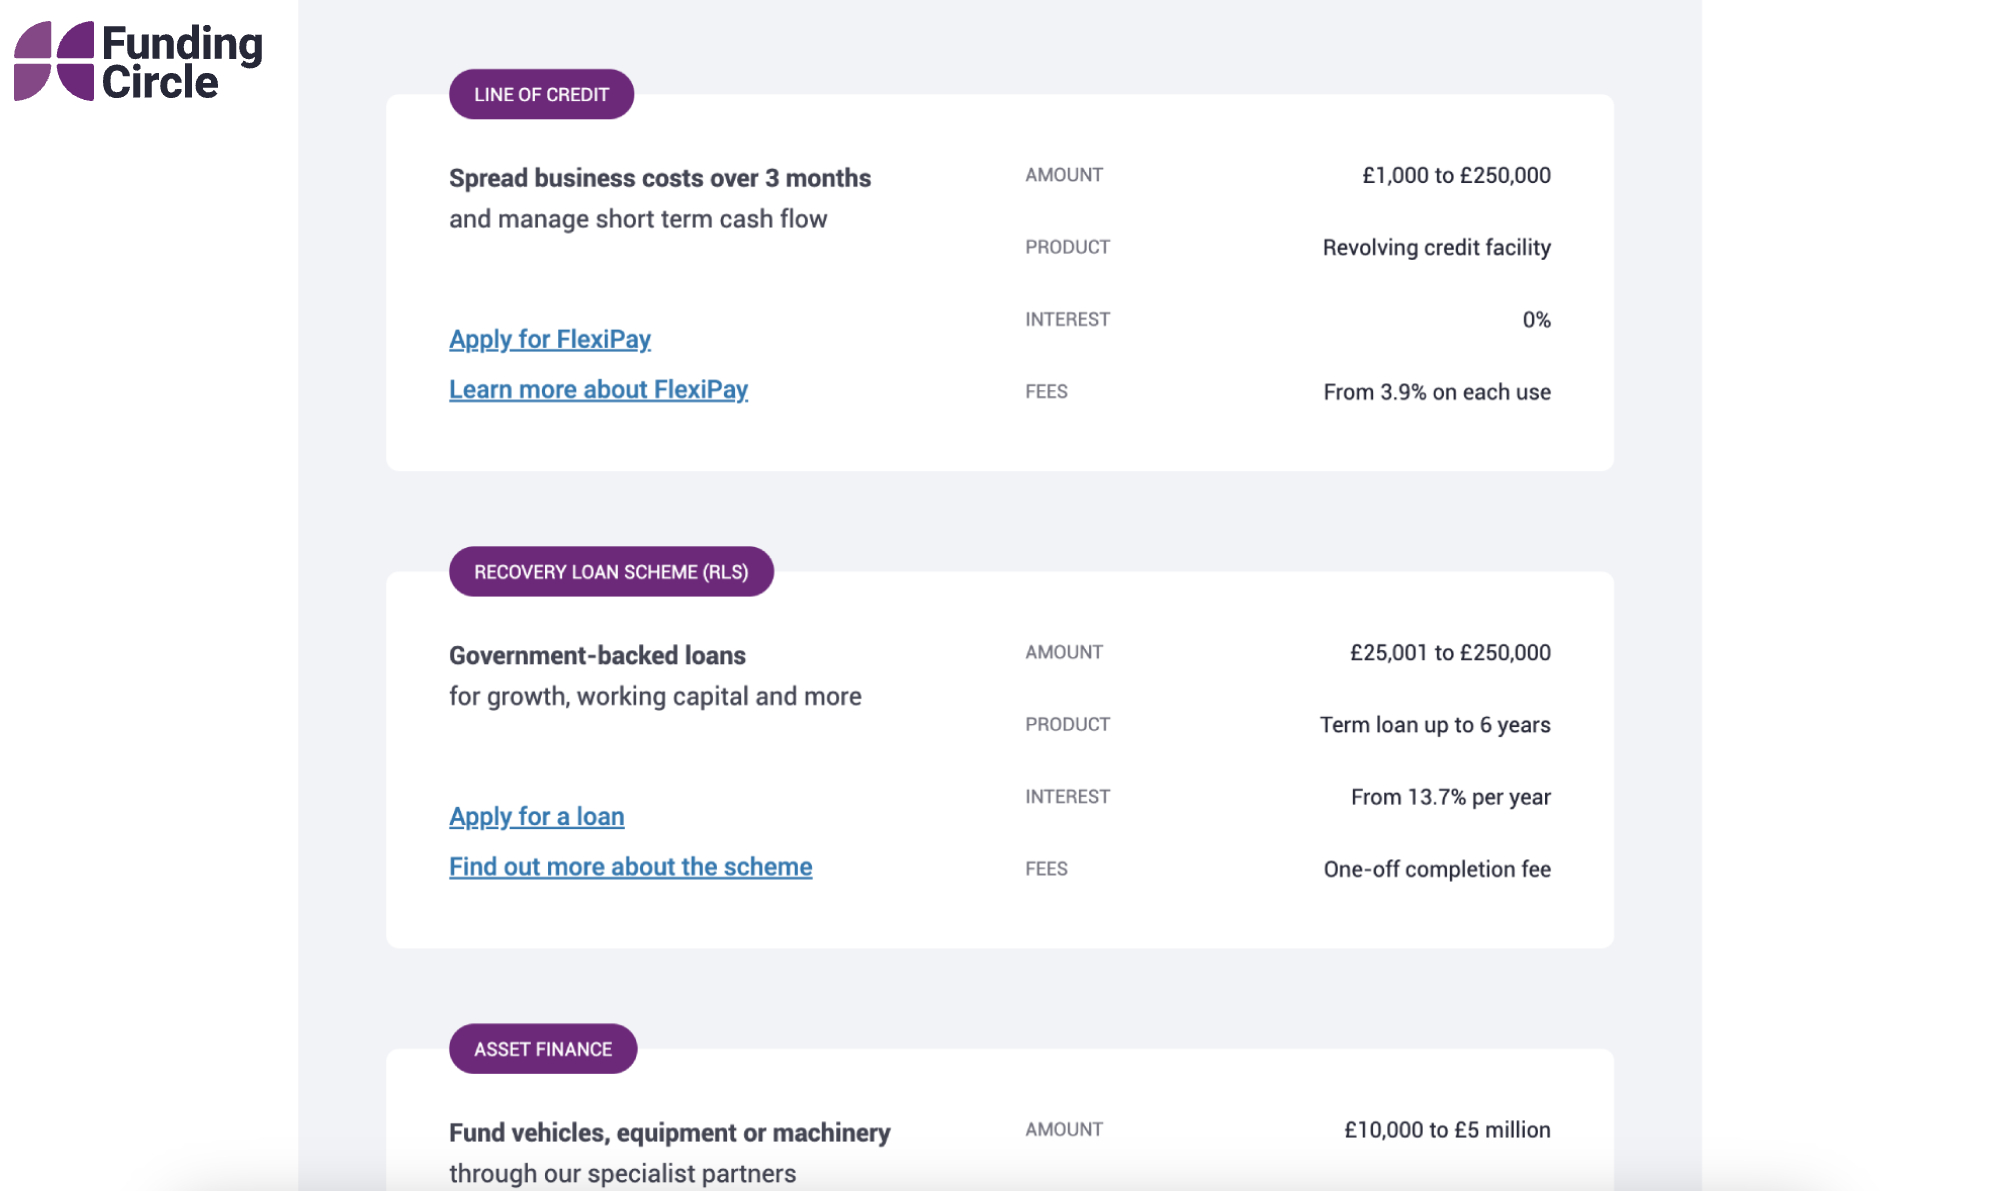 Funding
Circle
LINE OF CREDIT
Spread business costs over 3 months
and manage short term cash flow
Apply for FlexiPay
Learn more about FlexiPay
AMOUNT £1,000 to £250,000
PRODUCT Revolving credit facility
INTEREST 0%
FEES From 3.9% on each use
RECOVERY LOAN SCHEME (RLS)
Government-backed loans
for growth, working capital and more
Apply for a loan
Find out more about the scheme
AMOUNT £25,001 to £250,000
PRODUCT Term loan up to 6 years
INTEREST From 13.7% per year
FEES One-off completion fee
ASSET FINANCE
Fund vehicles, equipment or machinery
through our specialist partners
AMOUNT £10,000 to £5 million